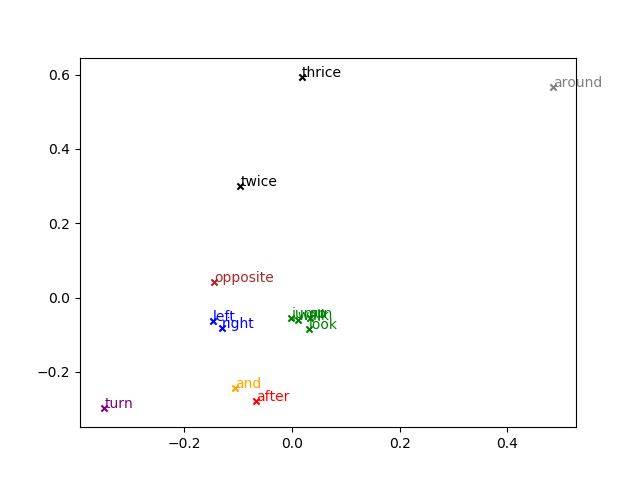 0.6
thrice
around
0.4
twice
0.2
opposite
0.0
left
right
jump
look
−0.2
and
after
turn
−0.2
0.0
0.2
0.4